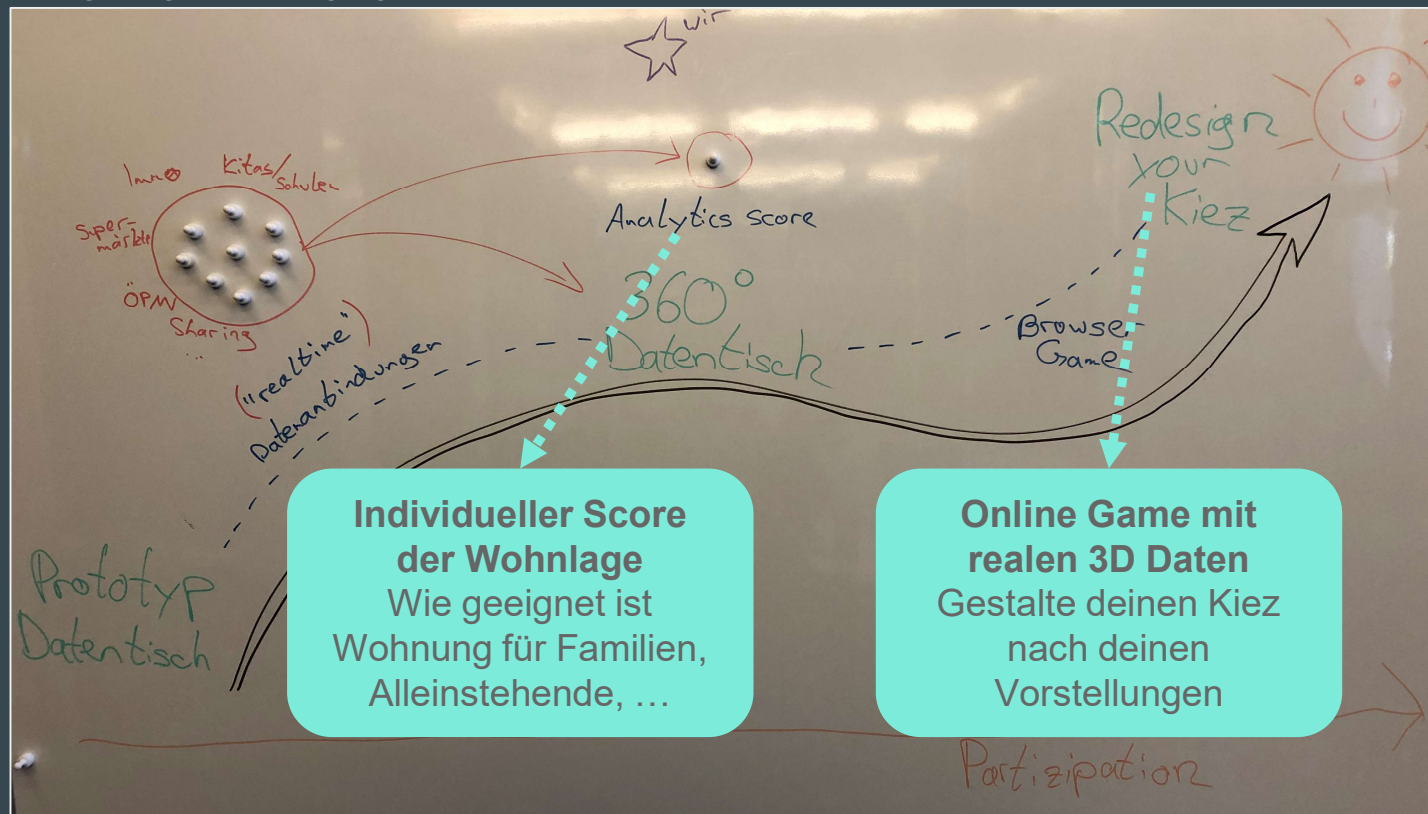 wir
Immo
Kitas/
Schulen
Super-
märkte
ÖPNV
Sharing
...
Analytics score
Redesign
your
Kiez
360°
Datentisch
("realtime")
Datenanbindungen
Browser
Game
Prototyp
Datentisch
Individueller Score
der Wohnlage
Wie geeignet ist
Wohnung für Familien,
Alleinstehende, …
Online Game mit
realen 3D Daten
Gestalte deinen Kiez
nach deinen
Vorstellungen
Partizipation